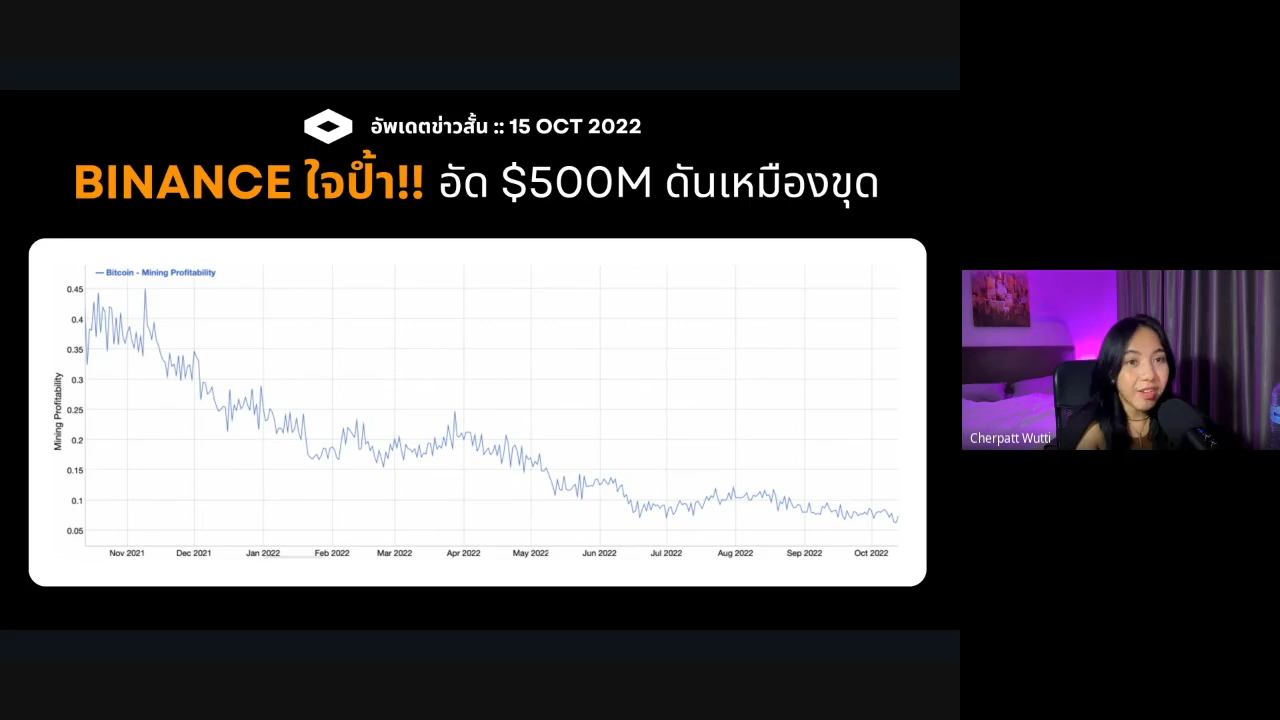 อัพเดตข่าวสั้น :: 15 OCT 2022
BINANCE ใจป้ำ!! อัด $500M ดันเหมืองขุด
Bitcoin - Mining Profitability
Mining Profitability
0.45
0.4
0.35
0.3
0.25
0.2
0.15
0.1
0.05
Nov 2021 Dec 2021 Jan 2022 Feb 2022 Mar 2022 Apr 2022 May 2022 Jun 2022 Jul 2022 Aug 2022 Sep 2022 Oct 2022
Cherpatt Wutti